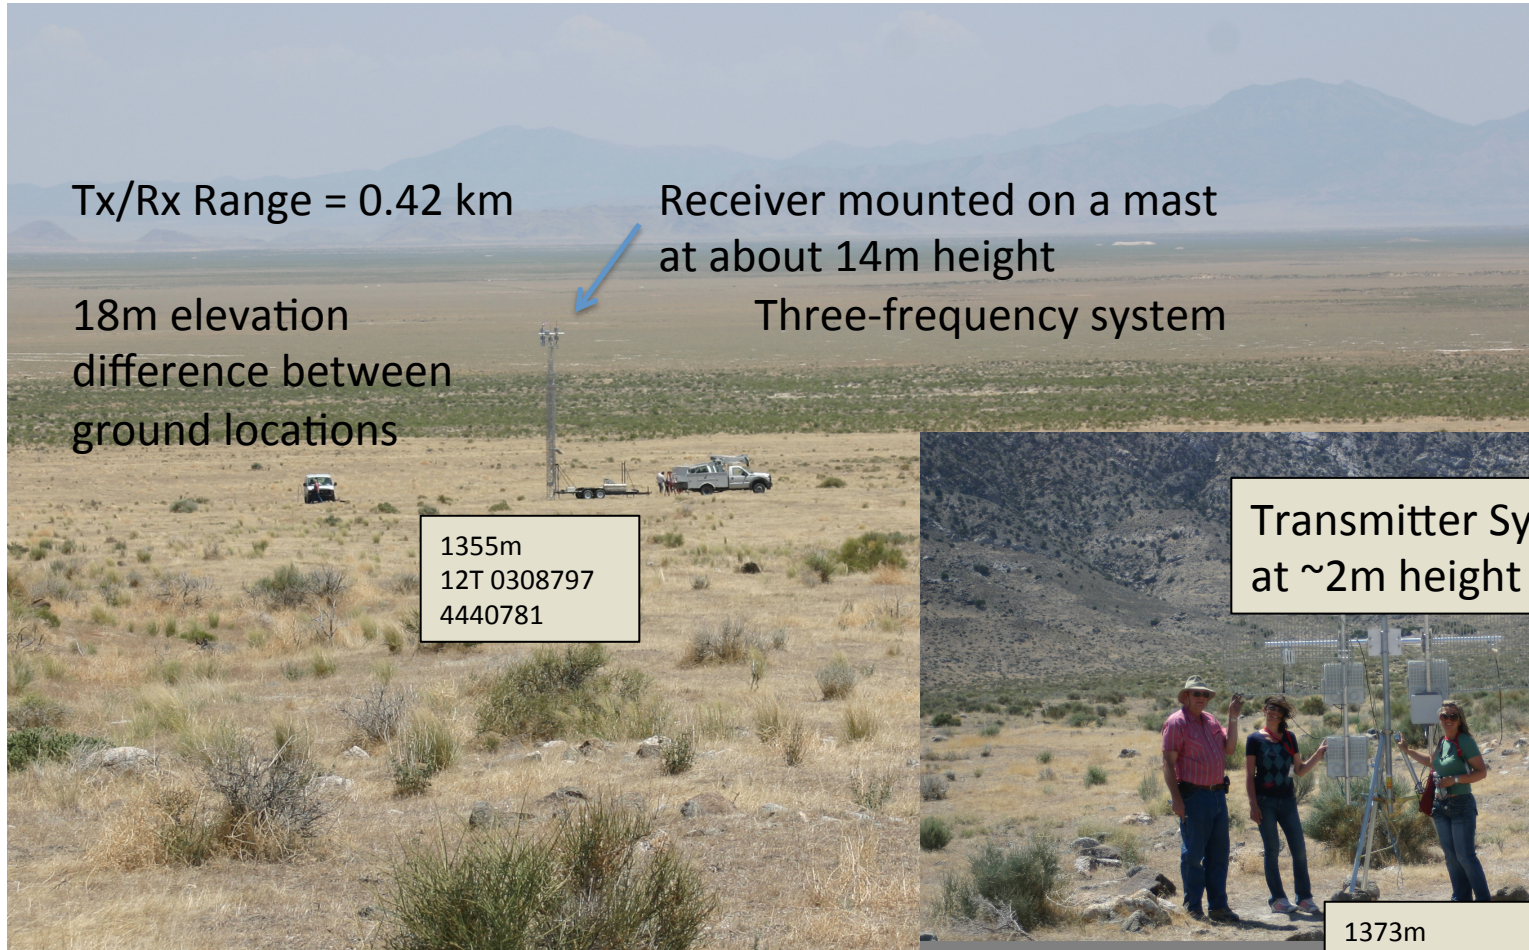 Tx/Rx Range = 0.42 km
Receiver mounted on a mast
at about 14m height
18m elevation
difference between
ground locations
Three-frequency system
1355m
12T 0308797
4440781
Transmitter Sy
at ~2m height
1373m